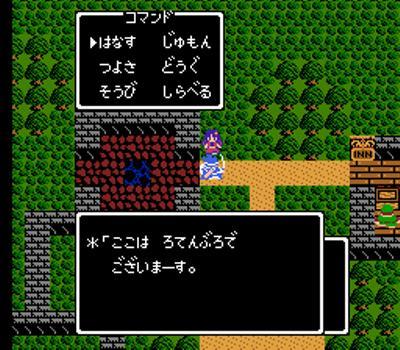 コマンド
▶はなす じゅもん
つよさ どうぐ
そうび しらべる
INN
＊「ここは ろてんぶろで
ございまーす。